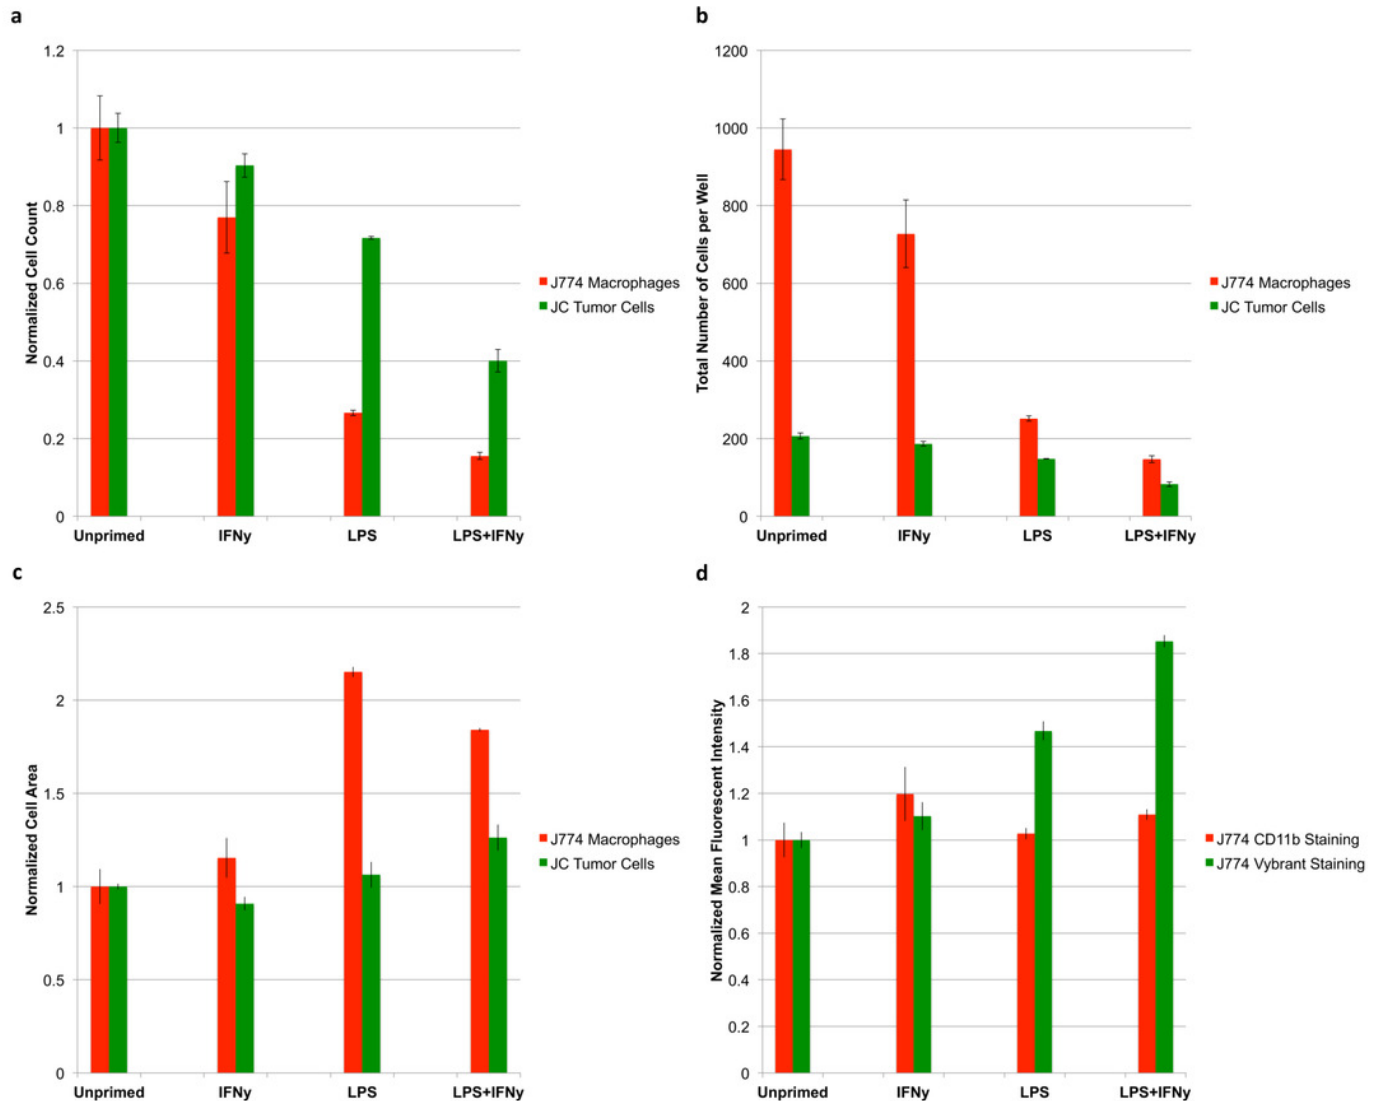 a
Normalized Cell Count
1.2
1
0.8
0.6
0.4
0.2
0
Unprimed IFNy LPS LPS+IFNy
J774 Macrophages
JC Tumor Cells
b
Total Number of Cells per Well
1200
1000
800
600
400
200
0
Unprimed IFNy LPS LPS+IFNy
J774 Macrophages
JC Tumor Cells
c
Normalized Cell Area
2.5
2
1.5
1
0.5
0
Unprimed IFNy LPS LPS+IFNy
J774 Macrophages
JC Tumor Cells
d
Normalized Mean Fluorescent Intensity
2
1.8
1.6
1.4
1.2
1
0.8
0.6
0.4
0.2
0
Unprimed IFNy LPS LPS+IFNy
J774 CD11b Staining
J774 Vybrant Staining